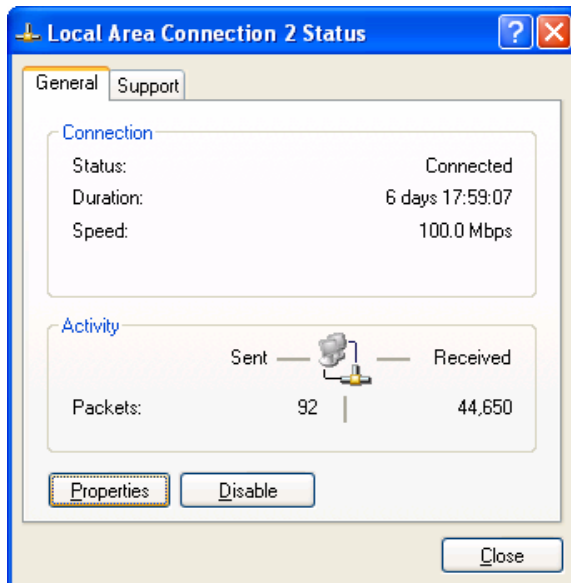 Local Area Connection 2 Status
General Support
Connection
Status: Connected
Duration: 6 days 17:59:07
Speed: 100.0 Mbps
Activity
Sent Received
Packets: 92 44,650
Properties Disable
Close